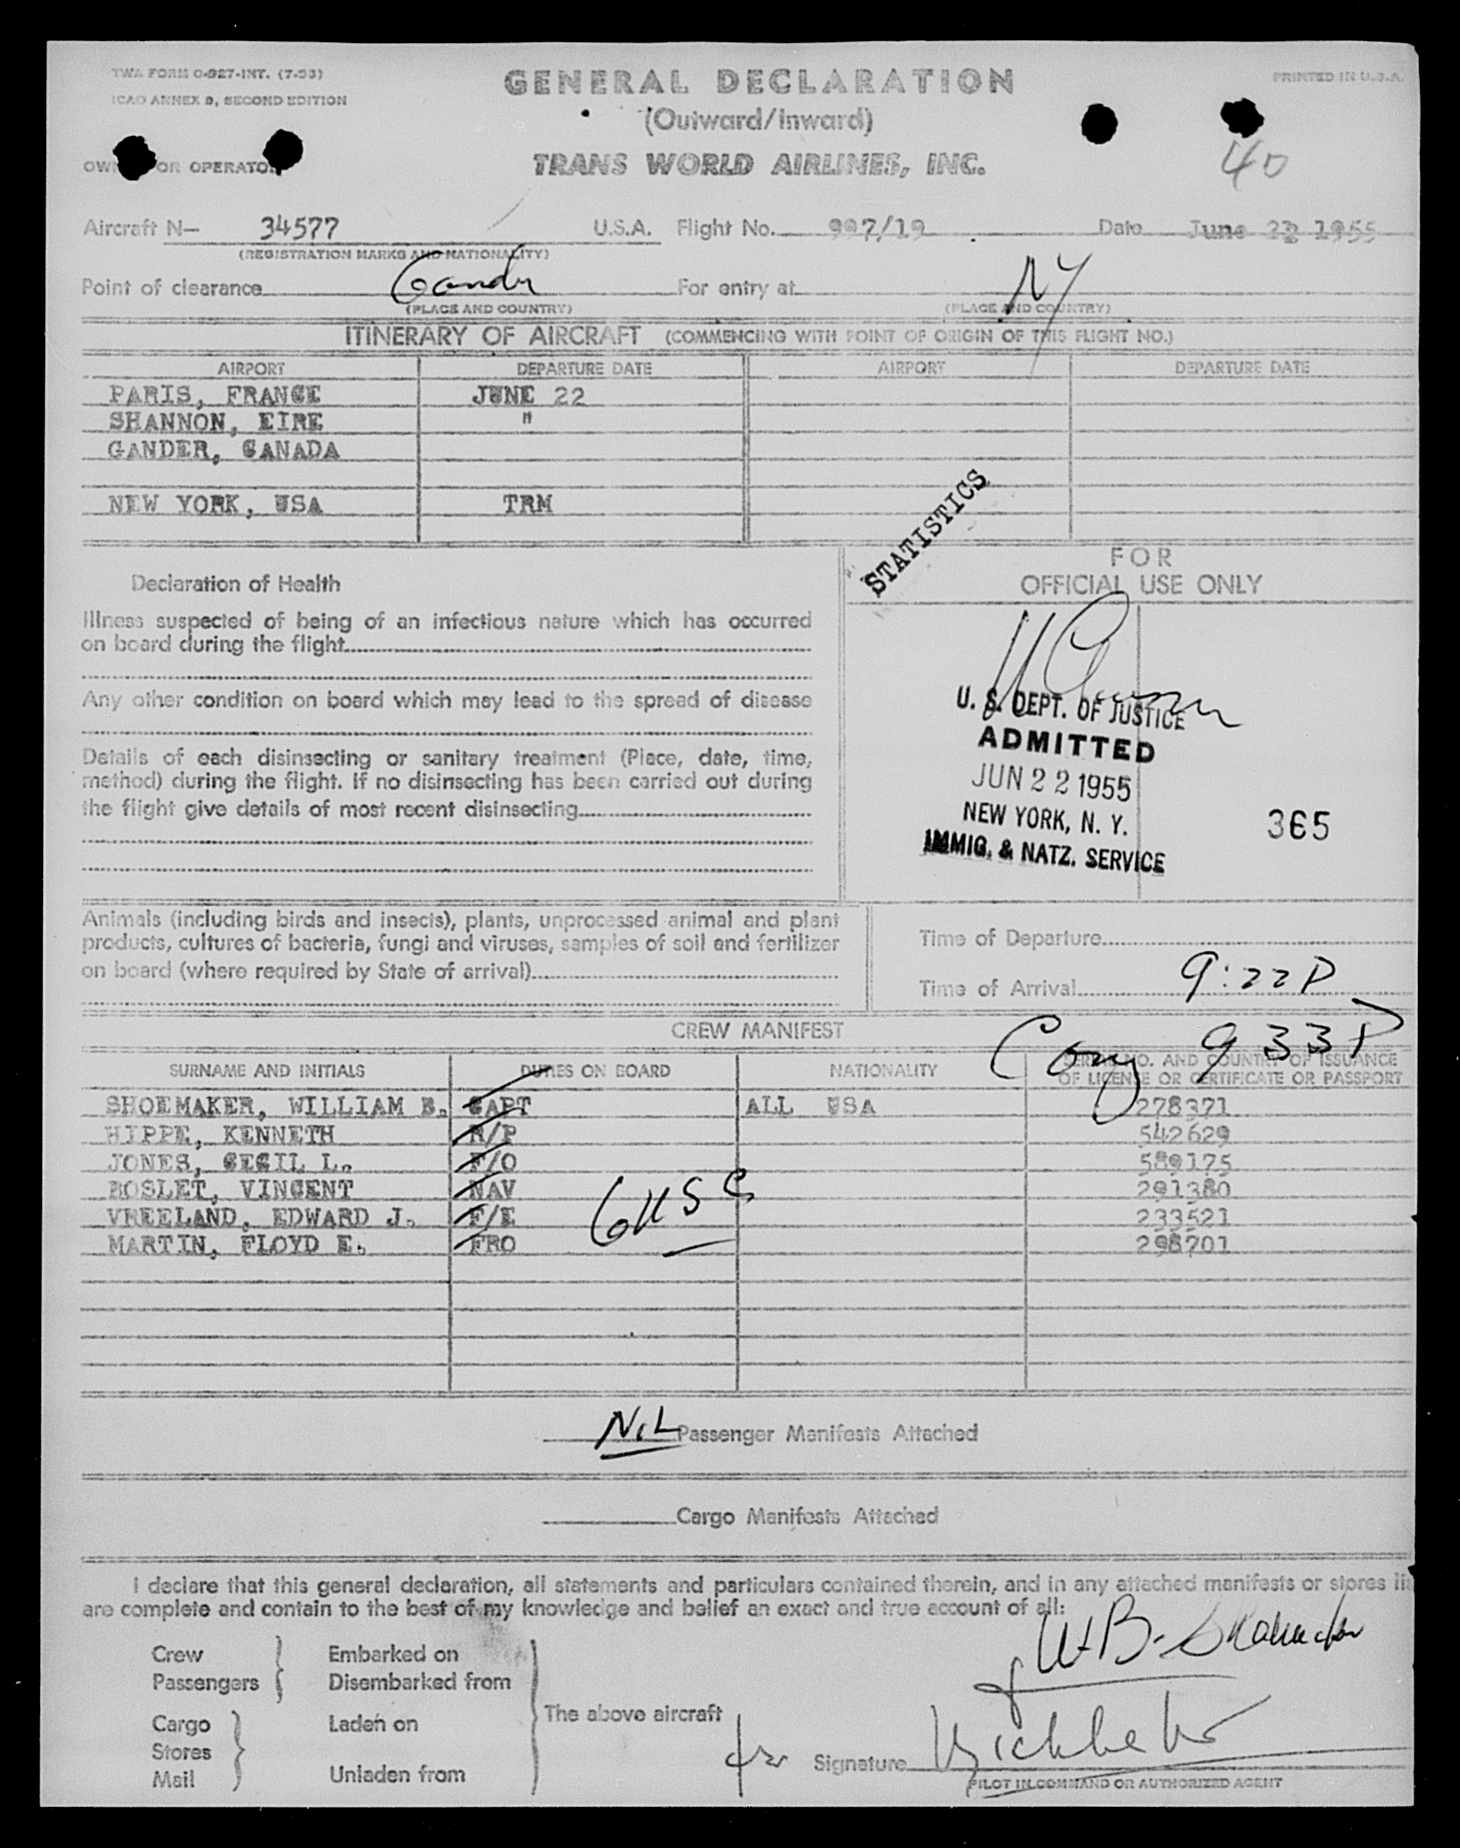 TWA FORM O-927-INT. (7-53)
ICAO ANNEX 9, SECOND EDITION
GENERAL DECLARATION
PRINTED IN U.S.A.
(Outward/Inward)
OWNER OR OPERATOR
TRANS WORLD AIRLINES, INC.
40
Aircraft N— 34577 U.S.A. Flight No. 997/19 Date June 22 1955
(REGISTRATION MARKS AND NATIONALITY)
Point of clearance Gander For entry at NY
(PLACE AND COUNTRY) (PLACE AND COUNTRY)
ITINERARY OF AIRCRAFT (COMMENCING WITH POINT OF ORIGIN OF THIS FLIGHT NO.)
AIRPORT DEPARTURE DATE AIRPORT DEPARTURE DATE
PARIS, FRANCE JUNE 22
SHANNON, EIRE "
GANDER, CANADA
NEW YORK, USA TRM
STATISTICS
FOR
OFFICIAL USE ONLY
Declaration of Health
Illness suspected of being of an infectious nature which has occurred
on board during the flight
Any other condition on board which may lead to the spread of disease
Details of each disinsecting or sanitary treatment (Place, date, time,
method) during the flight. If no disinsecting has been carried out during
the flight give details of most recent disinsecting
U. S. DEPT. OF JUSTICE
ADMITTED
JUN 22 1955
NEW YORK, N. Y.
IMMIG. & NATZ. SERVICE
365
Animals (including birds and insects), plants, unprocessed animal and plant
products, cultures of bacteria, fungi and viruses, samples of soil and fertilizer
on board (where required by State of arrival)
Time of Departure
Time of Arrival 9:22P
933P
CREW MANIFEST
SURNAME AND INITIALS DUTIES ON BOARD NATIONALITY SERIAL NO. AND COUNTRY OF ISSUANCE
OF LICENSE OR CERTIFICATE OR PASSPORT
SHOEMAKER, WILLIAM B. CAPT ALL USA 278371
HIPPE, KENNETH R/P 542629
JONES, CECIL L. F/O 589175
BOSLET, VINCENT NAV 291380
VREELAND, EDWARD J. F/E 233521
MARTIN, FLOYD E. FRO 298701
6 USC
NIL Passenger Manifests Attached
Cargo Manifests Attached
I declare that this general declaration, all statements and particulars contained therein, and in any attached manifests or stores
are complete and contain to the best of my knowledge and belief an exact and true account of all:
Crew Embarked on
Passengers Disembarked from
Cargo Laden on
The above aircraft
Stores
Mail Unladen from
W B. Shoemaker
for Signature
PILOT IN COMMAND OR AUTHORIZED AGENT